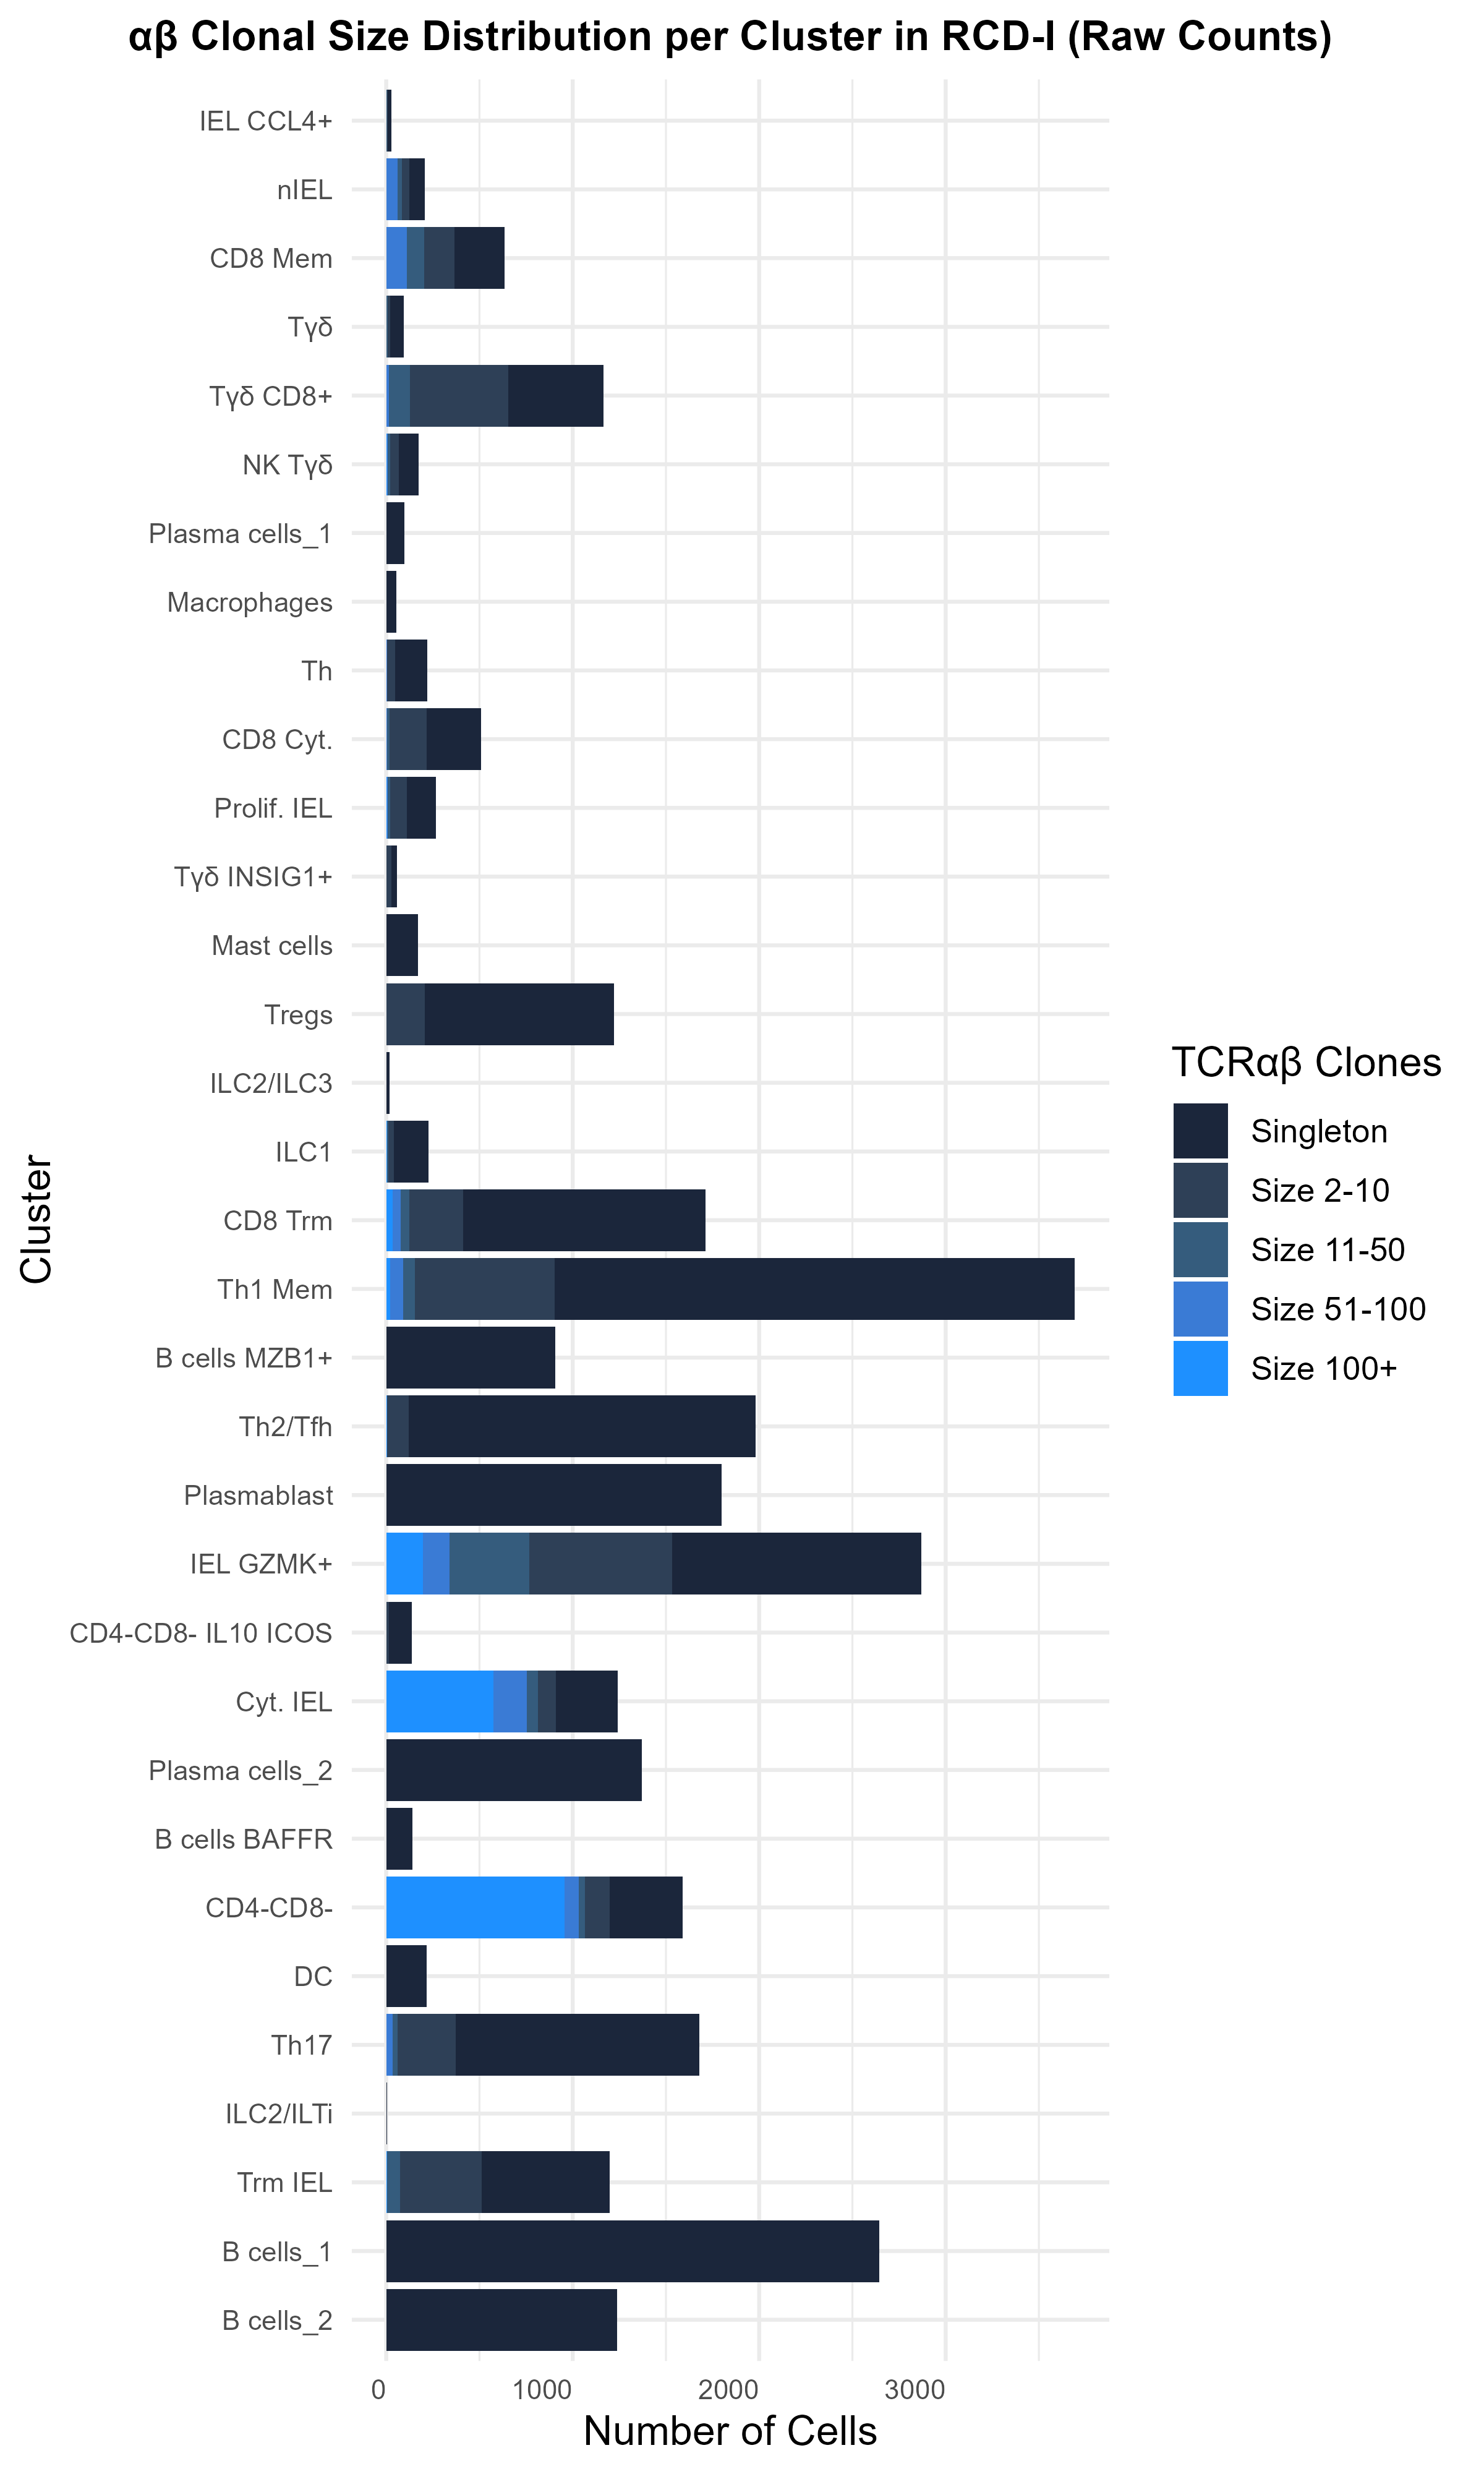 αβ Clonal Size Distribution per Cluster in RCD-I (Raw Counts)
IEL CCL4+
nIEL
CD8 Mem
Tγδ
Tγδ CD8+
NK Tγδ
Plasma cells_1
Macrophages
Th
CD8 Cyt.
Prolif. IEL
Tγδ INSIG1+
Mast cells
Tregs
ILC2/ILC3
ILC1
CD8 Trm
Th1 Mem
B cells MZB1+
Th2/Tfh
Plasmablast
IEL GZMK+
CD4-CD8- IL10 ICOS
Cyt. IEL
Plasma cells_2
B cells BAFFR
CD4-CD8-
DC
Th17
ILC2/ILTi
Trm IEL
B cells_1
B cells_2
Cluster
0 1000 2000 3000
Number of Cells
TCRαβ Clones
Singleton
Size 2-10
Size 11-50
Size 51-100
Size 100+